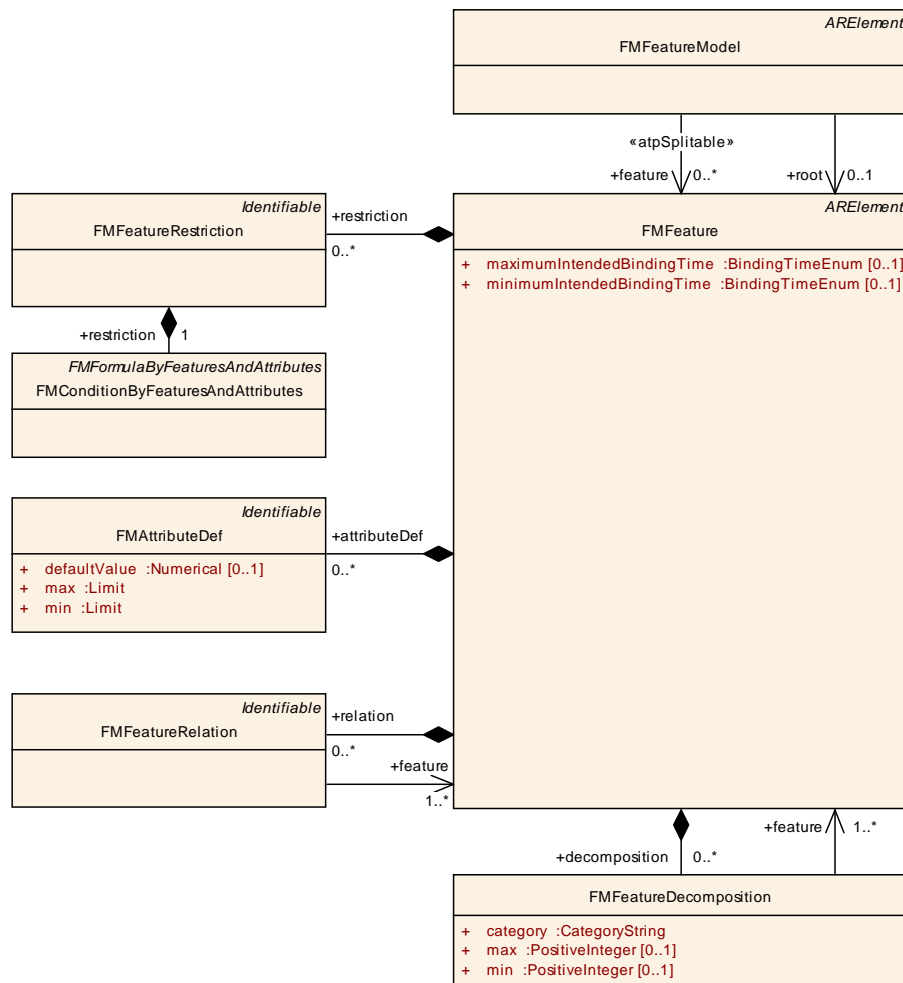 ARElement
FMFeatureModel
«atpSplitable»
+feature 0..*
+root 0..1
Identifiable
FMFeatureRestriction
+restriction
0..*
ARElement
FMFeature
+ maximumIntendedBindingTime :BindingTimeEnum [0..1]
+ minimumIntendedBindingTime :BindingTimeEnum [0..1]
+restriction 1
FMFormulaByFeaturesAndAttributes
FMConditionByFeaturesAndAttributes
Identifiable
FMAttributeDef
+ defaultValue :Numerical [0..1]
+ max :Limit
+ min :Limit
+attributeDef
0..*
Identifiable
FMFeatureRelation
+relation
0..*
+feature
1..*
+feature 1..*
+decomposition 0..*
FMFeatureDecomposition
+ category :CategoryString
+ max :PositiveInteger [0..1]
+ min :PositiveInteger [0..1]